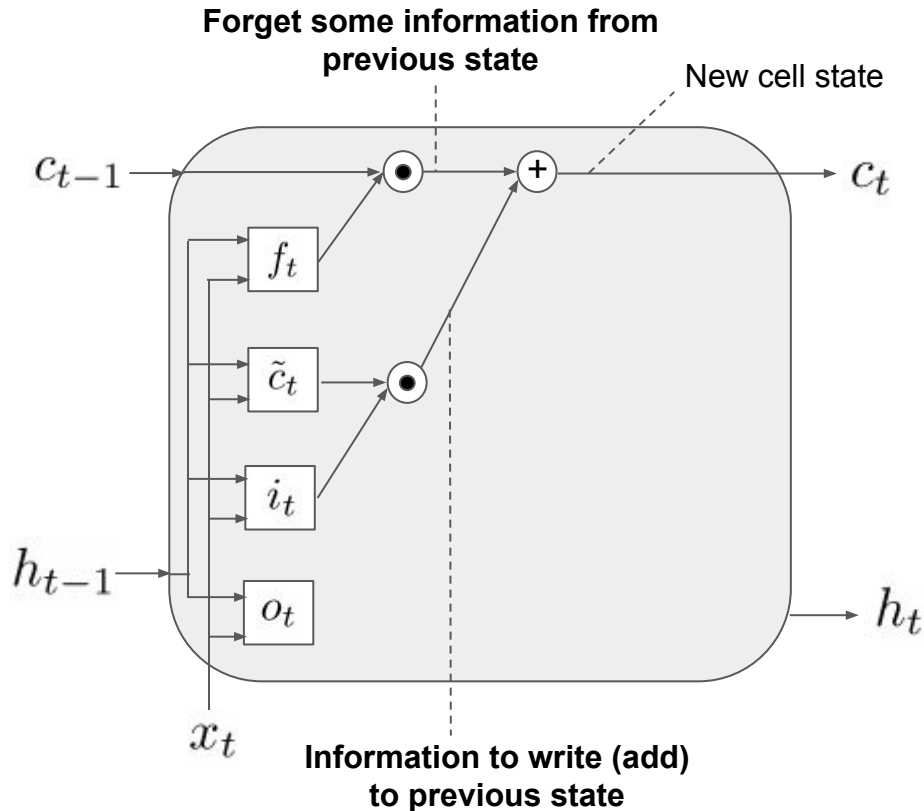 Forget some information from
previous state
New cell state
c_{t-1}
+
c_t
f_t
\tilde{c}_t
i_t
h_{t-1}
o_t
h_t
x_t
Information to write (add)
to previous state